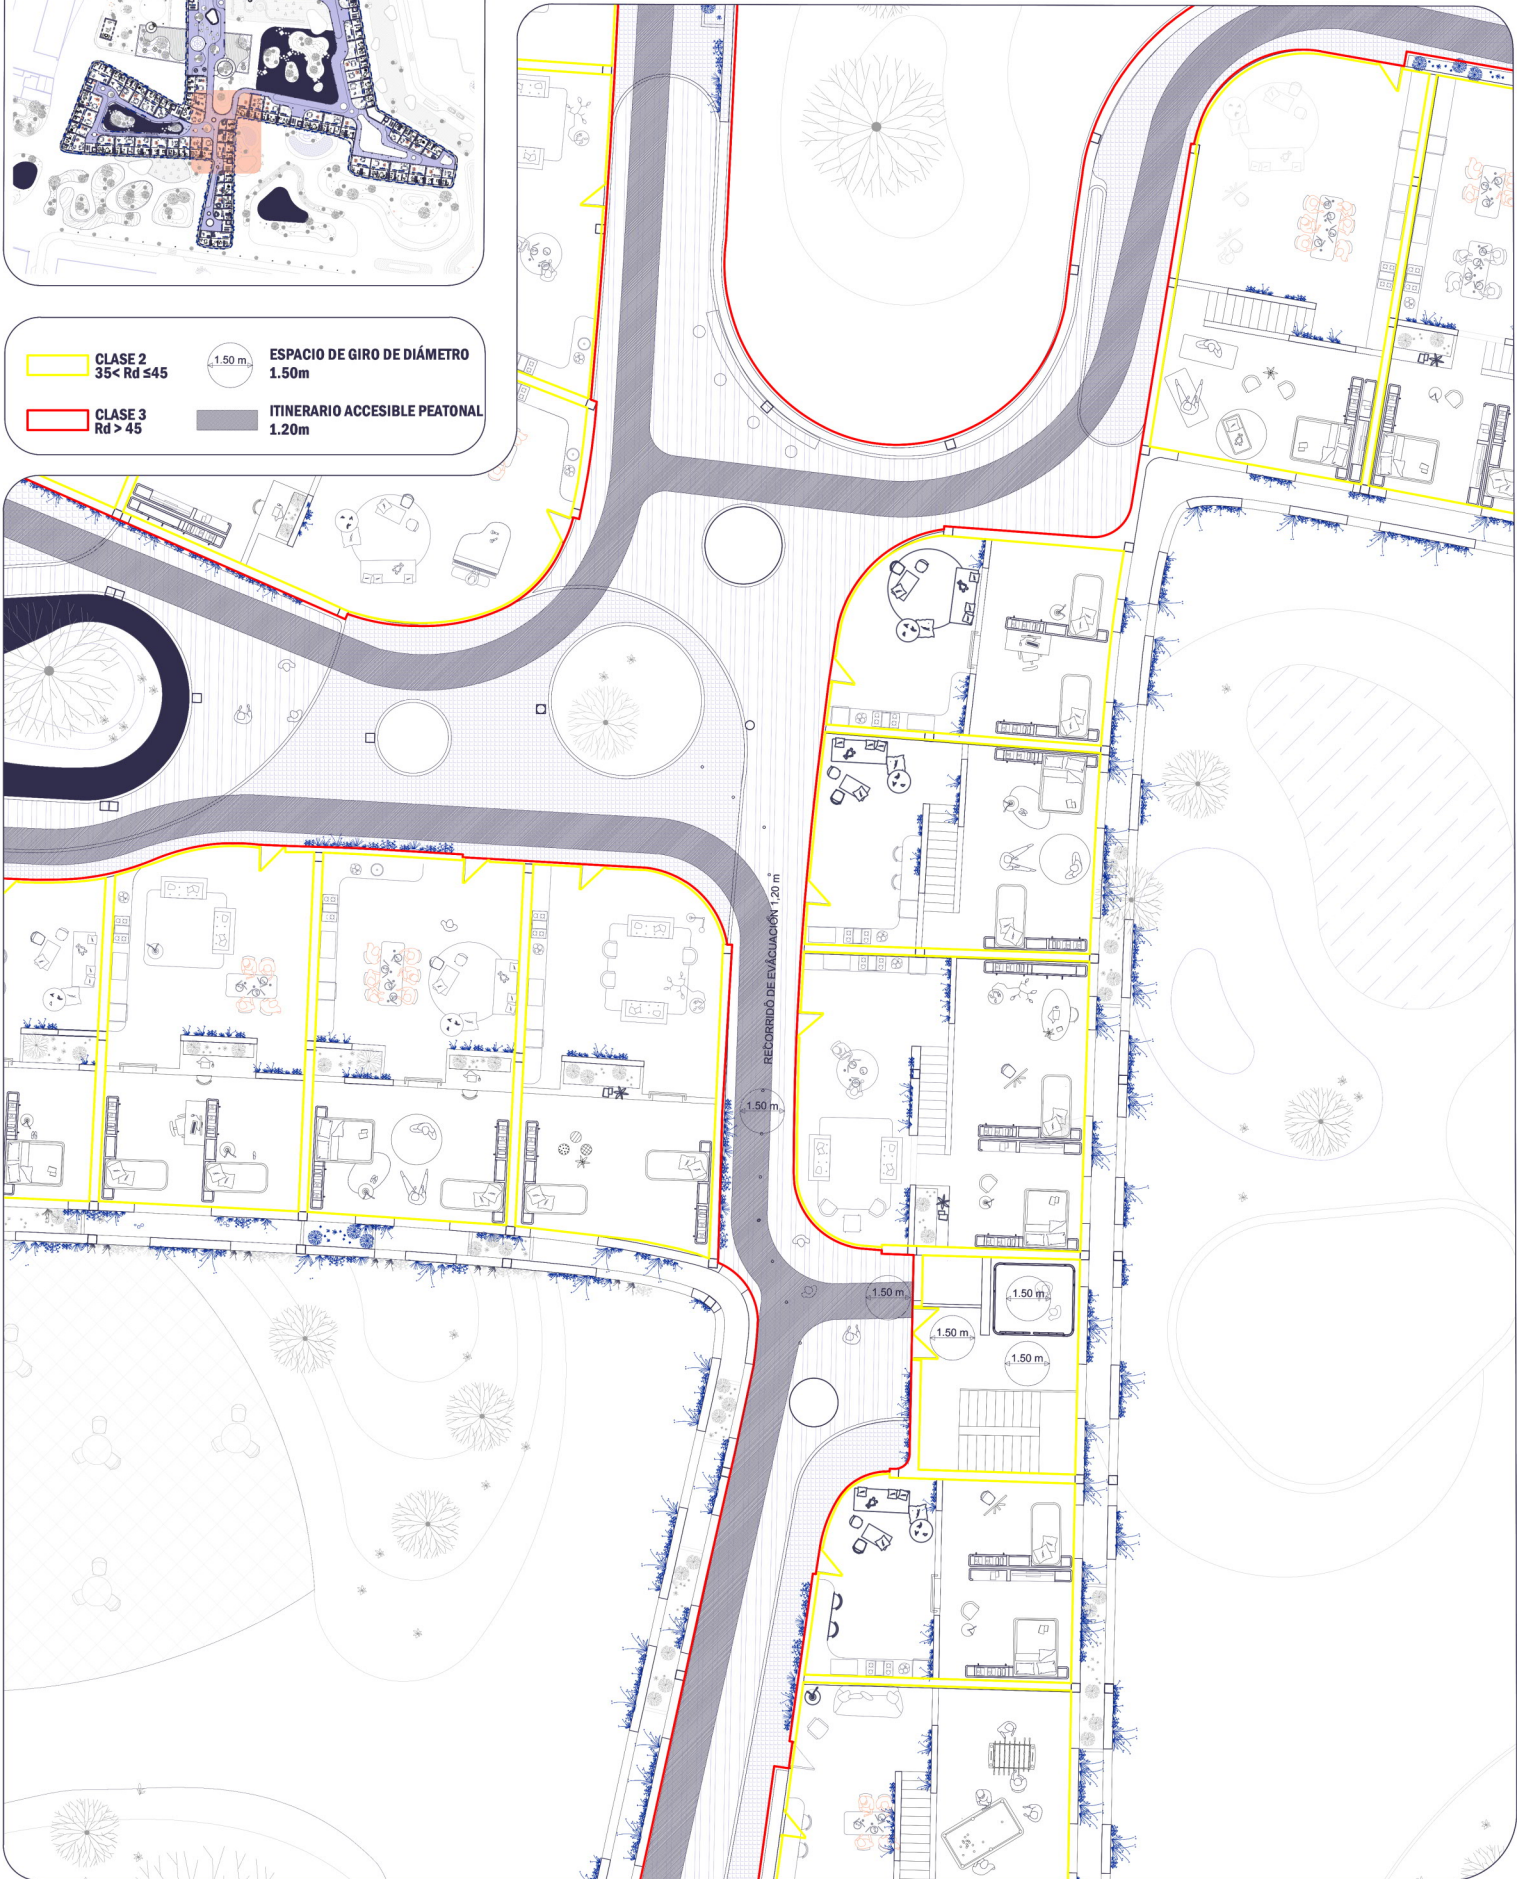 CLASE 2
35< Rd ≤45
1.50 m
ESPACIO DE GIRO DE DIÁMETRO
1.50m
CLASE 3
Rd > 45
ITINERARIO ACCESIBLE PEATONAL
1.20m
RECORRIDO DE EVACUACIÓN 1,20 m
1.50 m
1.50 m
1.50 m
1.50 m
1.50 m